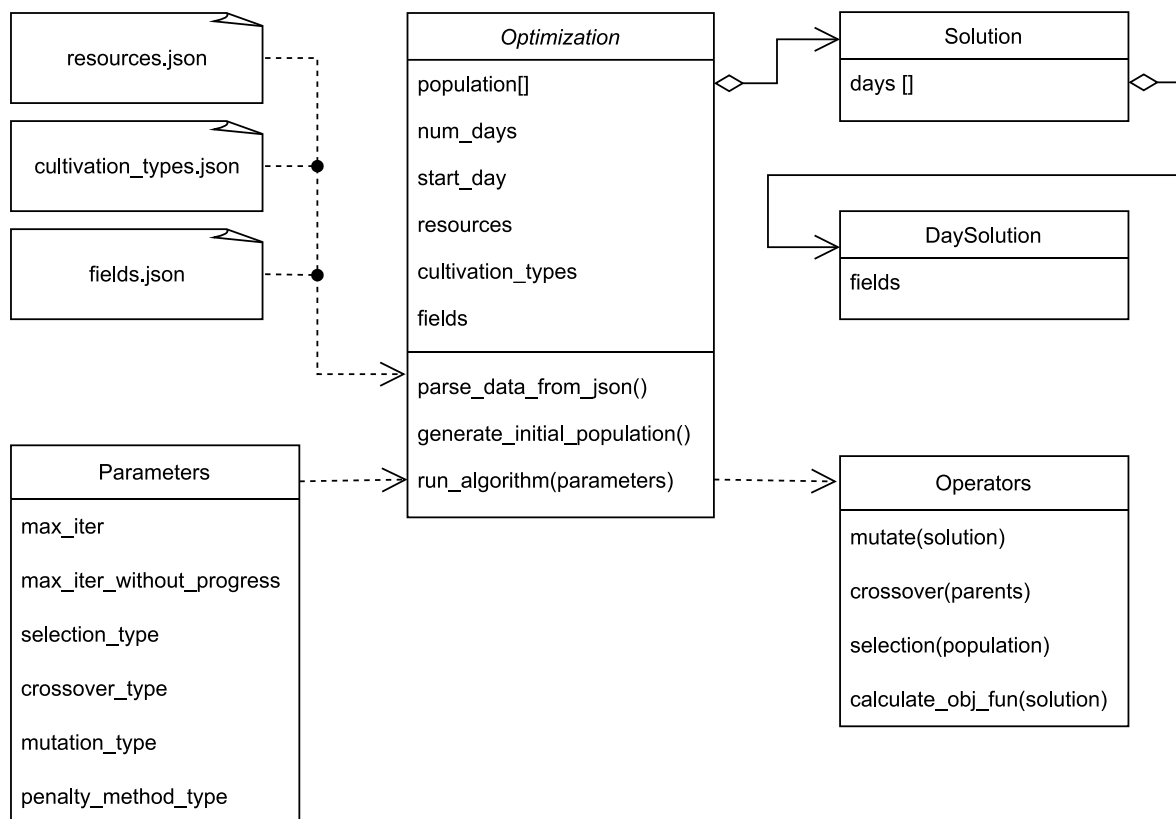 resources.json
cultivation_types.json
fields.json
Optimization
population[]
num_days
start_day
resources
cultivation_types
fields
parse_data_from_json()
generate_initial_population()
run_algorithm(parameters)
Solution
days []
DaySolution
fields
Parameters
max_iter
max_iter_without_progress
selection_type
crossover_type
mutation_type
penalty_method_type
Operators
mutate(solution)
crossover(parents)
selection(population)
calculate_obj_fun(solution)